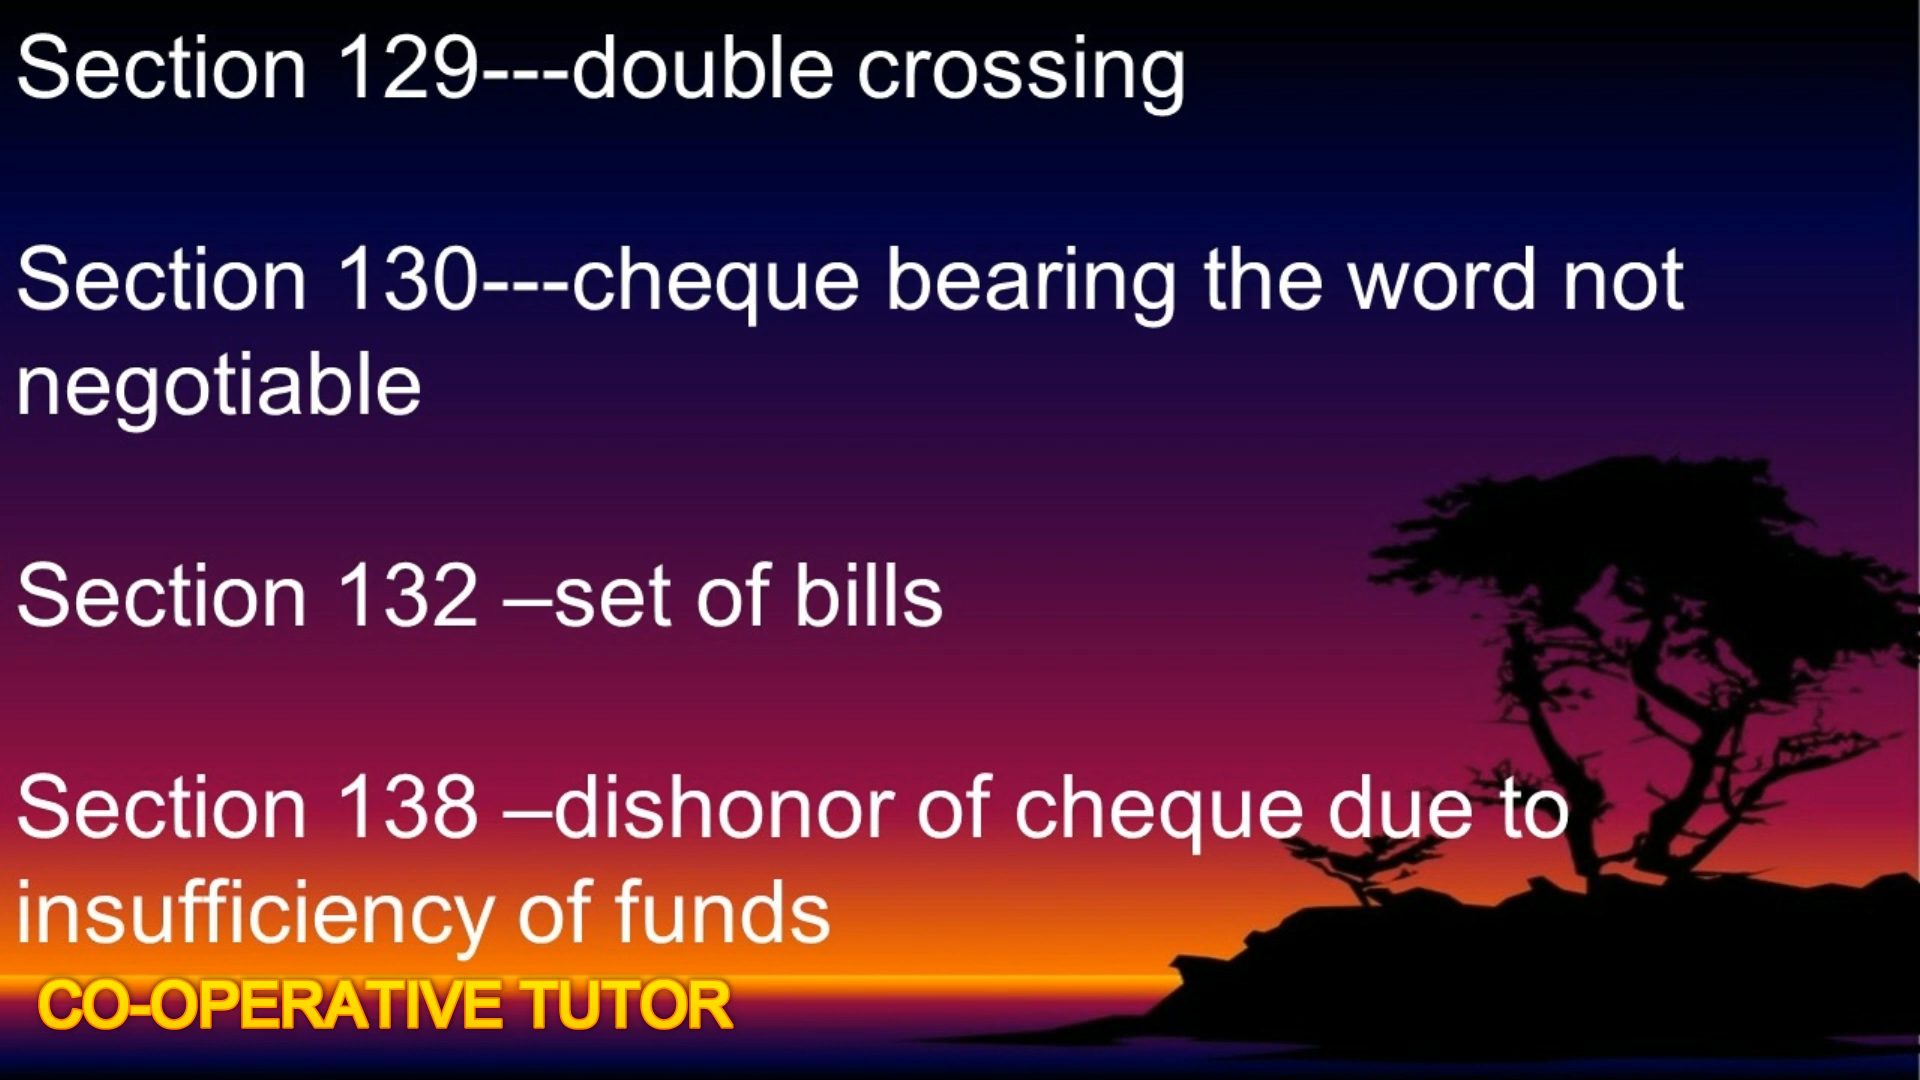 Section 129---double crossing
Section 130---cheque bearing the word not
negotiable
Section 132 –set of bills
Section 138 –dishonor of cheque due to
insufficiency of funds
CO-OPERATIVE TUTOR